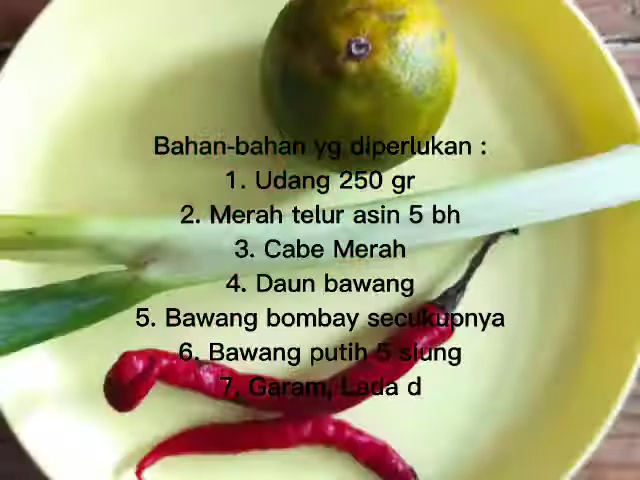 Bahan-bahan yg diperlukan :
1. Udang 250 gr
2. Merah telur asin 5 bh
3. Cabe Merah
4. Daun bawang
5. Bawang bombay secukupnya
6. Bawang putih 5 siung
7. Garam, Lada d